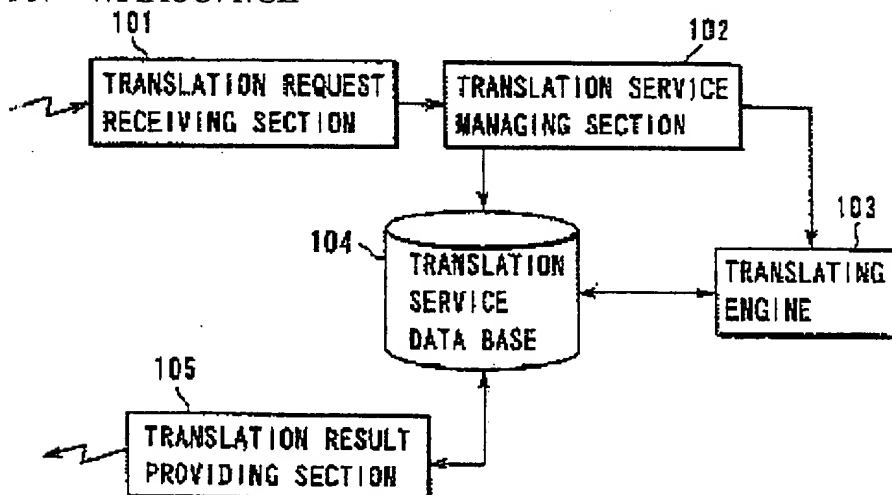 101
TRANSLATION REQUEST
RECEIVING SECTION
102
TRANSLATION SERVICE
MANAGING SECTION
103
TRANSLATING
ENGINE
104
TRANSLATION
SERVICE
DATA BASE
105
TRANSLATION RESULT
PROVIDING SECTION